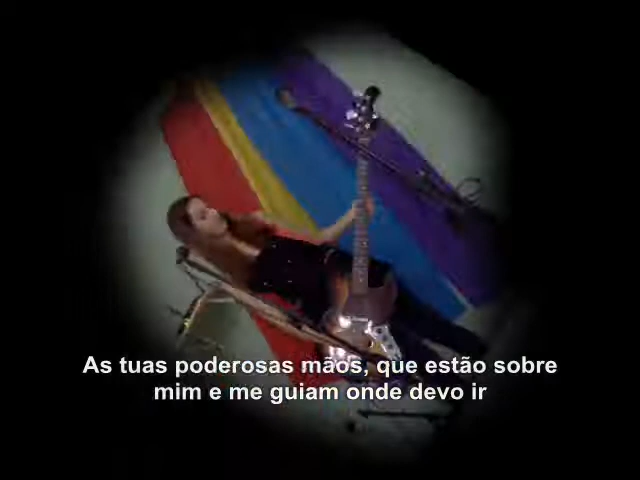 As tuas poderosas mãos, que estão sobre
mim e me guiam onde devo ir